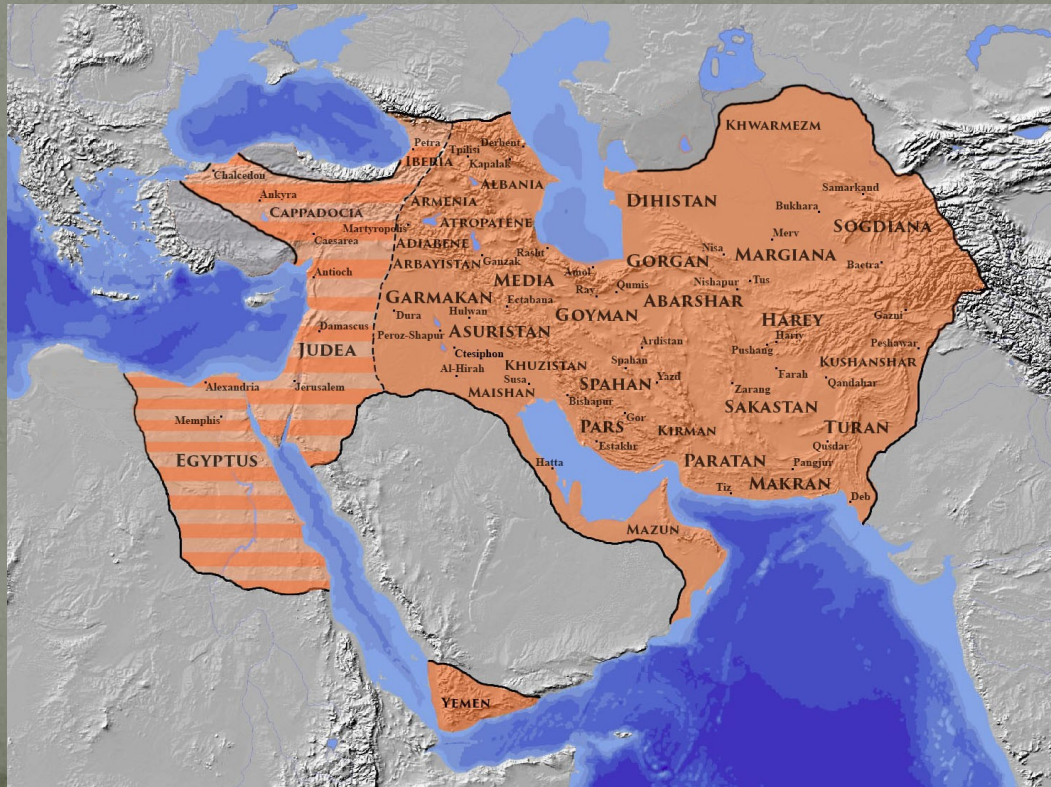 KHWARMEZM
Petra
Tpilisi
Derbent
IBERIA
Kapalak
Chalcedon
ALBANIA
Ankyra
Samarkand
DIHISTAN
ARMENIA
Bukhara
CAPPADOCIA
ATROPATENE
SOGDIANA
Martyropolis
Merv
Caesarea
ADIABENE
Nisa
Rasht
MARGIANA
ARBAYISTAN
Ganzak
GORGAN
Bactra
Antioch
Amol
MEDIA
Nishapur
Tus
Ray
Qumis
GARMAKAN
Ectabana
ABARSHAR
Dura
Hulwan
GOYMAN
Gazni
HAREY
Damascus
ASURISTAN
Peroz-Shapur
Hariy
Ardistan
Peshawar
JUDEA
Ctesiphon
Pushang
Spahan
KUSHANSHAR
KHUZISTAN
Al-Hirah
Farah
Yazd
Susa
Qandahar
Alexandria
Jerusalem
SPAHAN
Zarang
MAISHAN
Bishapur
SAKASTAN
Memphis
Gor
PARS
KIRMAN
TURAN
Estakhr
Qusdar
EGYPTUS
Hatta
PARATAN
Pangjur
MAKRAN
Tiz
Deb
MAZUN
YEMEN